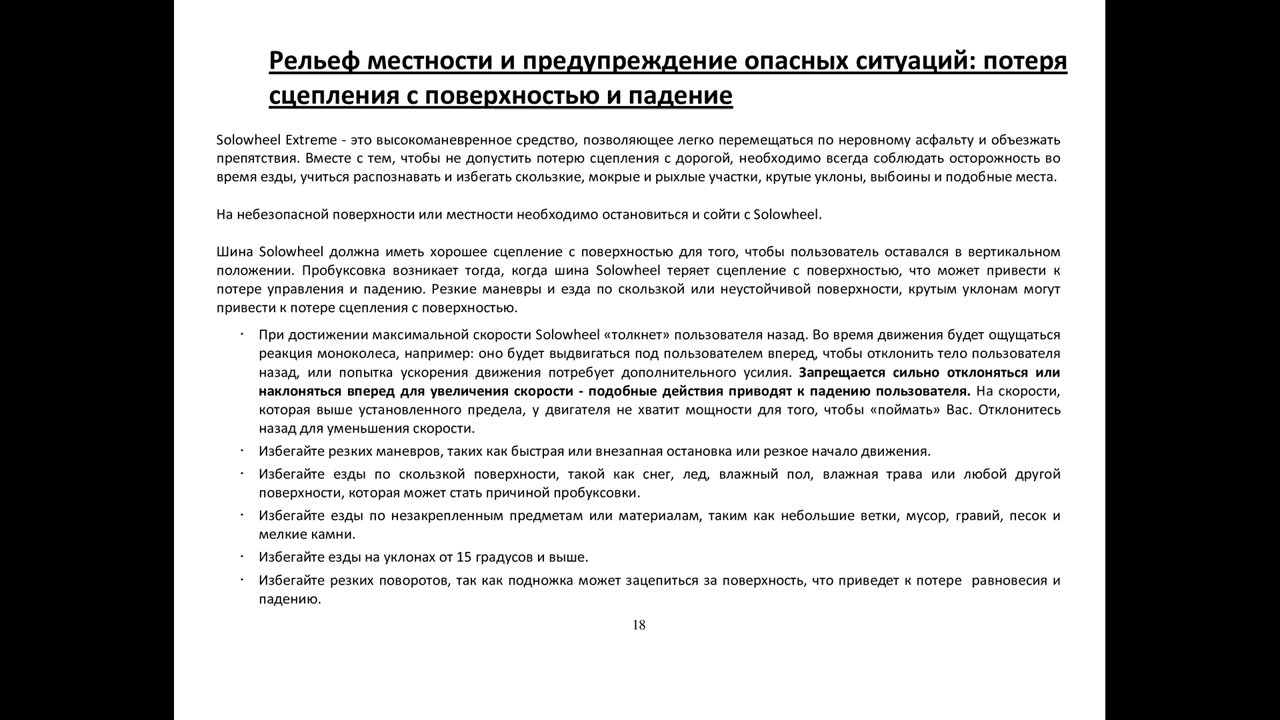 Рельеф местности и предупреждение опасных ситуаций: потеря
сцепления с поверхностью и падение
Solowheel Extreme - это высокоманевренное средство, позволяющее легко перемещаться по неровному асфальту и объезжать
препятствия. Вместе с тем, чтобы не допустить потерю сцепления с дорогой, необходимо всегда соблюдать осторожность во
время езды, учиться распознавать и избегать скользкие, мокрые и рыхлые участки, крутые уклоны, выбоины и подобные места.
На небезопасной поверхности или местности необходимо остановиться и сойти с Solowheel.
Шина Solowheel должна иметь хорошее сцепление с поверхностью для того, чтобы пользователь оставался в вертикальном
положении. Пробуксовка возникает тогда, когда шина Solowheel теряет сцепление с поверхностью, что может привести к
потере управления и падению. Резкие маневры и езда по скользкой или неустойчивой поверхности, крутым уклонам могут
привести к потере сцепления с поверхностью.
· При достижении максимальной скорости Solowheel «толкнет» пользователя назад. Во время движения будет ощущаться
реакция моноколеса, например: оно будет выдвигаться под пользователем вперед, чтобы отклонить тело пользователя
назад, или попытка ускорения движения потребует дополнительного усилия. Запрещается сильно отклоняться или
наклоняться вперед для увеличения скорости - подобные действия приводят к падению пользователя. На скорости,
которая выше установленного предела, у двигателя не хватит мощности для того, чтобы «поймать» Вас. Отклонитесь
назад для уменьшения скорости.
· Избегайте резких маневров, таких как быстрая или внезапная остановка или резкое начало движения.
· Избегайте езды по скользкой поверхности, такой как снег, лед, влажный пол, влажная трава или любой другой
поверхности, которая может стать причиной пробуксовки.
· Избегайте езды по незакрепленным предметам или материалам, таким как небольшие ветки, мусор, гравий, песок и
мелкие камни.
· Избегайте езды на уклонах от 15 градусов и выше.
· Избегайте резких поворотов, так как подножка может зацепиться за поверхность, что приведет к потере равновесия и
падению.
18